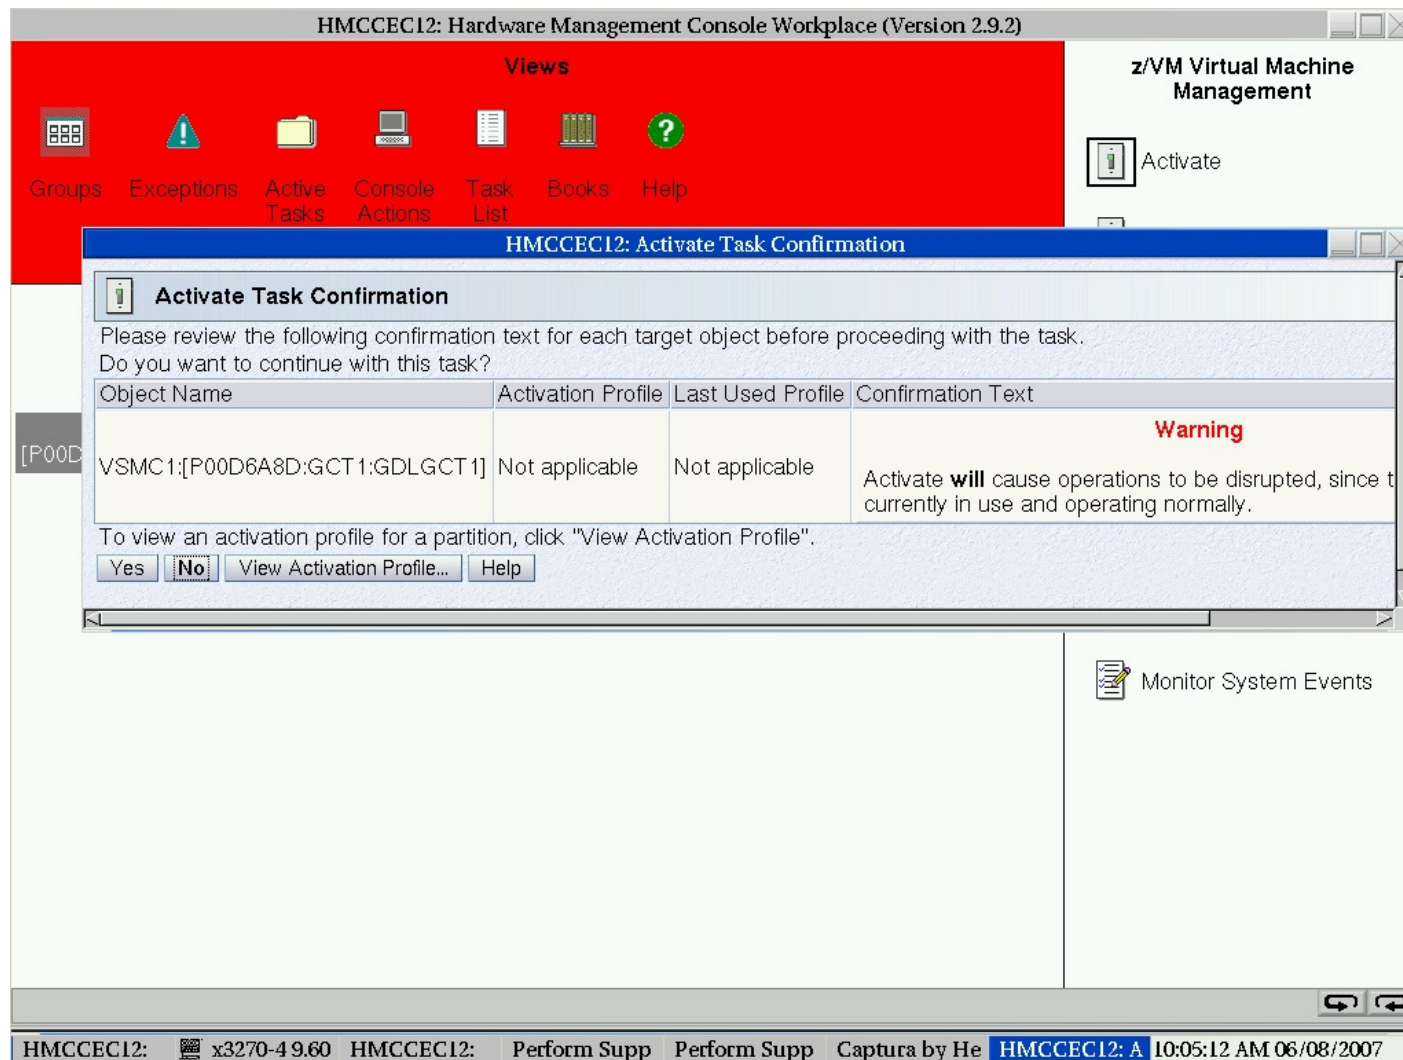 HMCCEC12: Hardware Management Console Workplace (Version 2.9.2)
Views
Groups
Exceptions
Active
Tasks
Console
Actions
Task
List
Books
Help
z/VM Virtual Machine
Management
Activate
HMCCEC12: Activate Task Confirmation
Activate Task Confirmation
Please review the following confirmation text for each target object before proceeding with the task.
Do you want to continue with this task?
Object Name Activation Profile Last Used Profile Confirmation Text
[P00D
VSMC1:[P00D6A8D:GCT1:GDLGCT1] Not applicable Not applicable
Warning
Activate will cause operations to be disrupted, since t
currently in use and operating normally.
To view an activation profile for a partition, click "View Activation Profile".
Yes No View Activation Profile... Help
Monitor System Events
HMCCEC12: x3270-4 9.60 HMCCEC12: Perform Supp Perform Supp Captura by He HMCCEC12: A 10:05:12 AM 06/08/2007